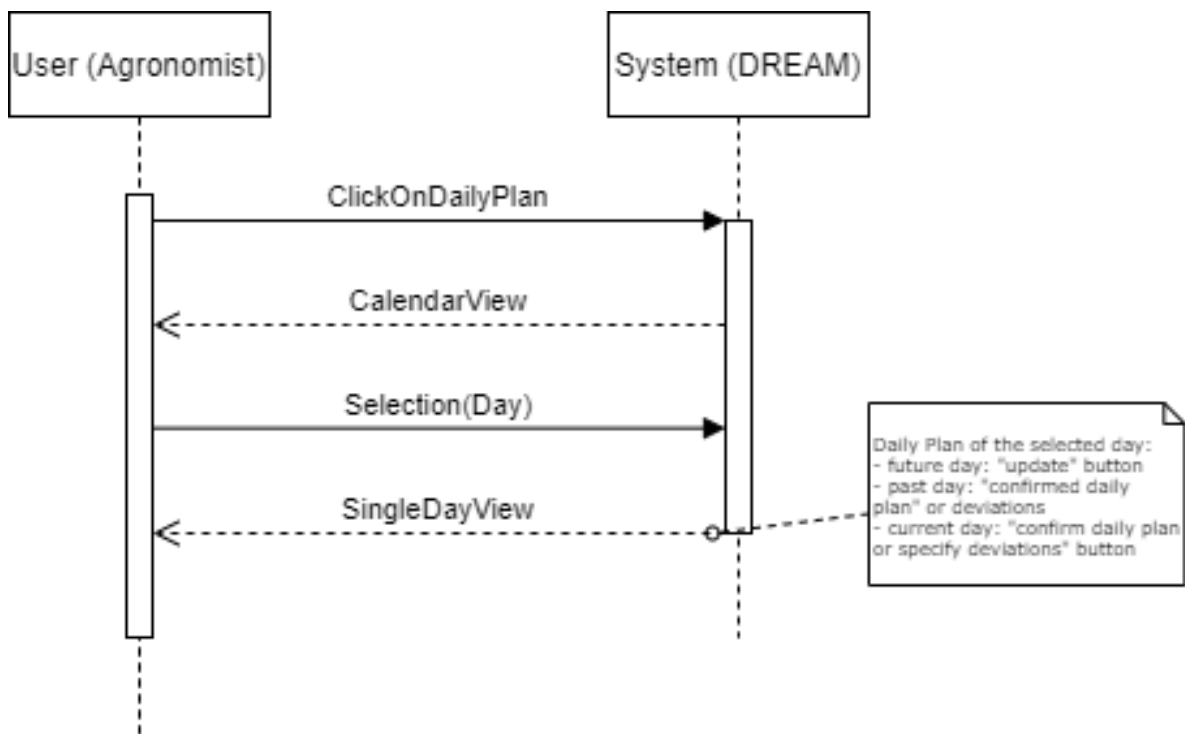 User (Agronomist)
System (DREAM)
ClickOnDailyPlan
CalendarView
Selection(Day)
SingleDayView
Daily Plan of the selected day:
- future day: "update" button
- past day: "confirmed daily
plan" or deviations
- current day: "confirm daily plan
or specify deviations" button